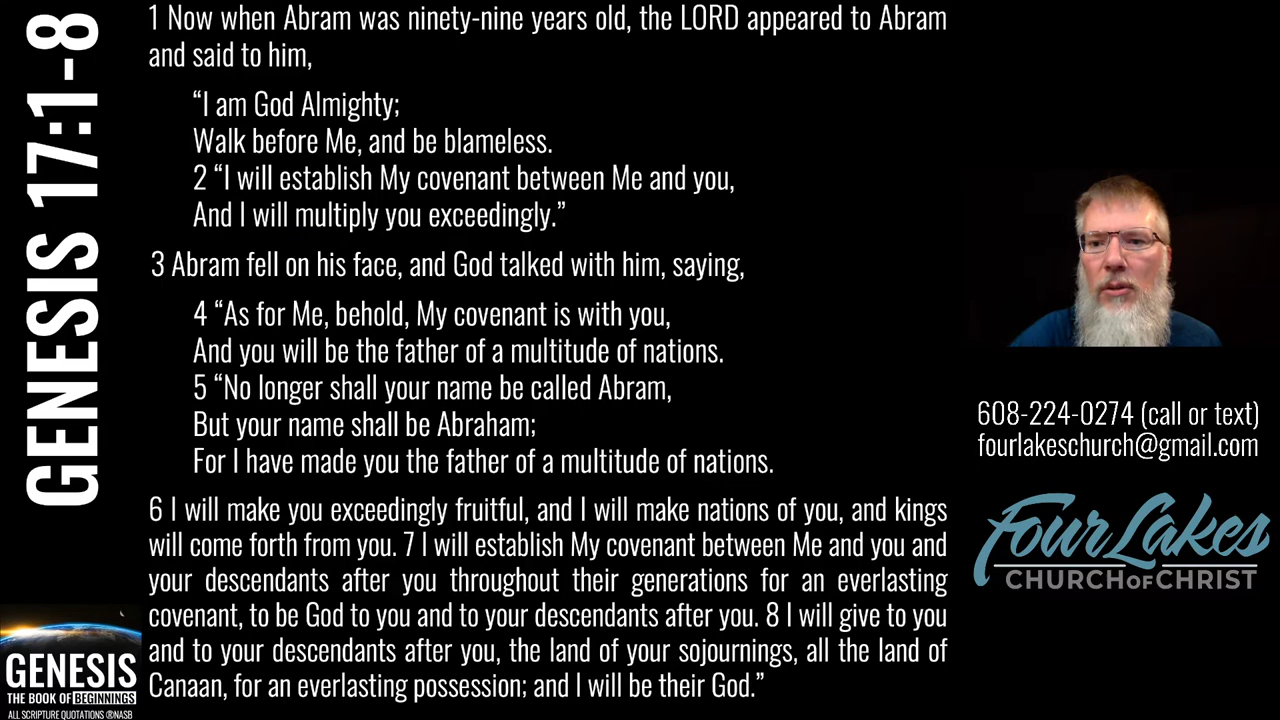 GENESIS 17:1-8
1 Now when Abram was ninety-nine years old, the LORD appeared to Abram
and said to him,
“I am God Almighty;
Walk before Me, and be blameless.
2 “I will establish My covenant between Me and you,
And I will multiply you exceedingly.”
3 Abram fell on his face, and God talked with him, saying,
4 “As for Me, behold, My covenant is with you,
And you will be the father of a multitude of nations.
5 “No longer shall your name be called Abram,
But your name shall be Abraham;
For I have made you the father of a multitude of nations.
6 I will make you exceedingly fruitful, and I will make nations of you, and kings
will come forth from you. 7 I will establish My covenant between Me and you and
your descendants after you throughout their generations for an everlasting
covenant, to be God to you and to your descendants after you. 8 I will give to you
and to your descendants after you, the land of your sojournings, all the land of
Canaan, for an everlasting possession; and I will be their God.”
GENESIS
THE BOOK OF BEGINNINGS
ALL SCRIPTURE QUOTATIONS ®NASB
608-224-0274 (call or text)
fourlakeschurch@gmail.com
Four Lakes
CHURCH OF CHRIST